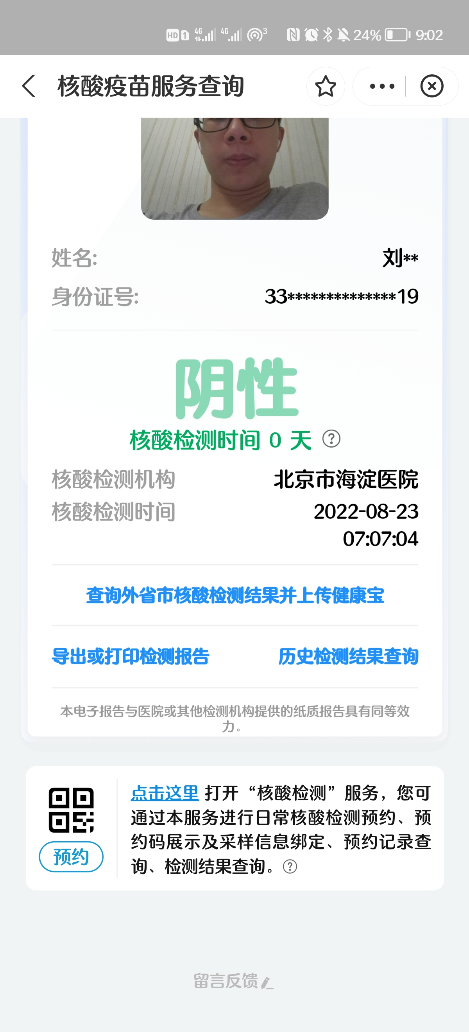 HD 1 4G 4G 3 24% 9:02
核酸疫苗服务查询
姓名: 刘**
身份证号: 33**************19
阴性
核酸检测时间 0 天 ?
核酸检测机构 北京市海淀医院
核酸检测时间 2022-08-23
07:07:04
查询外省市核酸检测结果并上传健康宝
导出或打印检测报告 历史检测结果查询
本电子报告与医院或其他检测机构提供的纸质报告具有同等效
力。
点击这里 打开“核酸检测”服务，您可
通过本服务进行日常核酸检测预约、预
约码展示及采样信息绑定、预约记录查
询、检测结果查询。?
预约
留言反馈